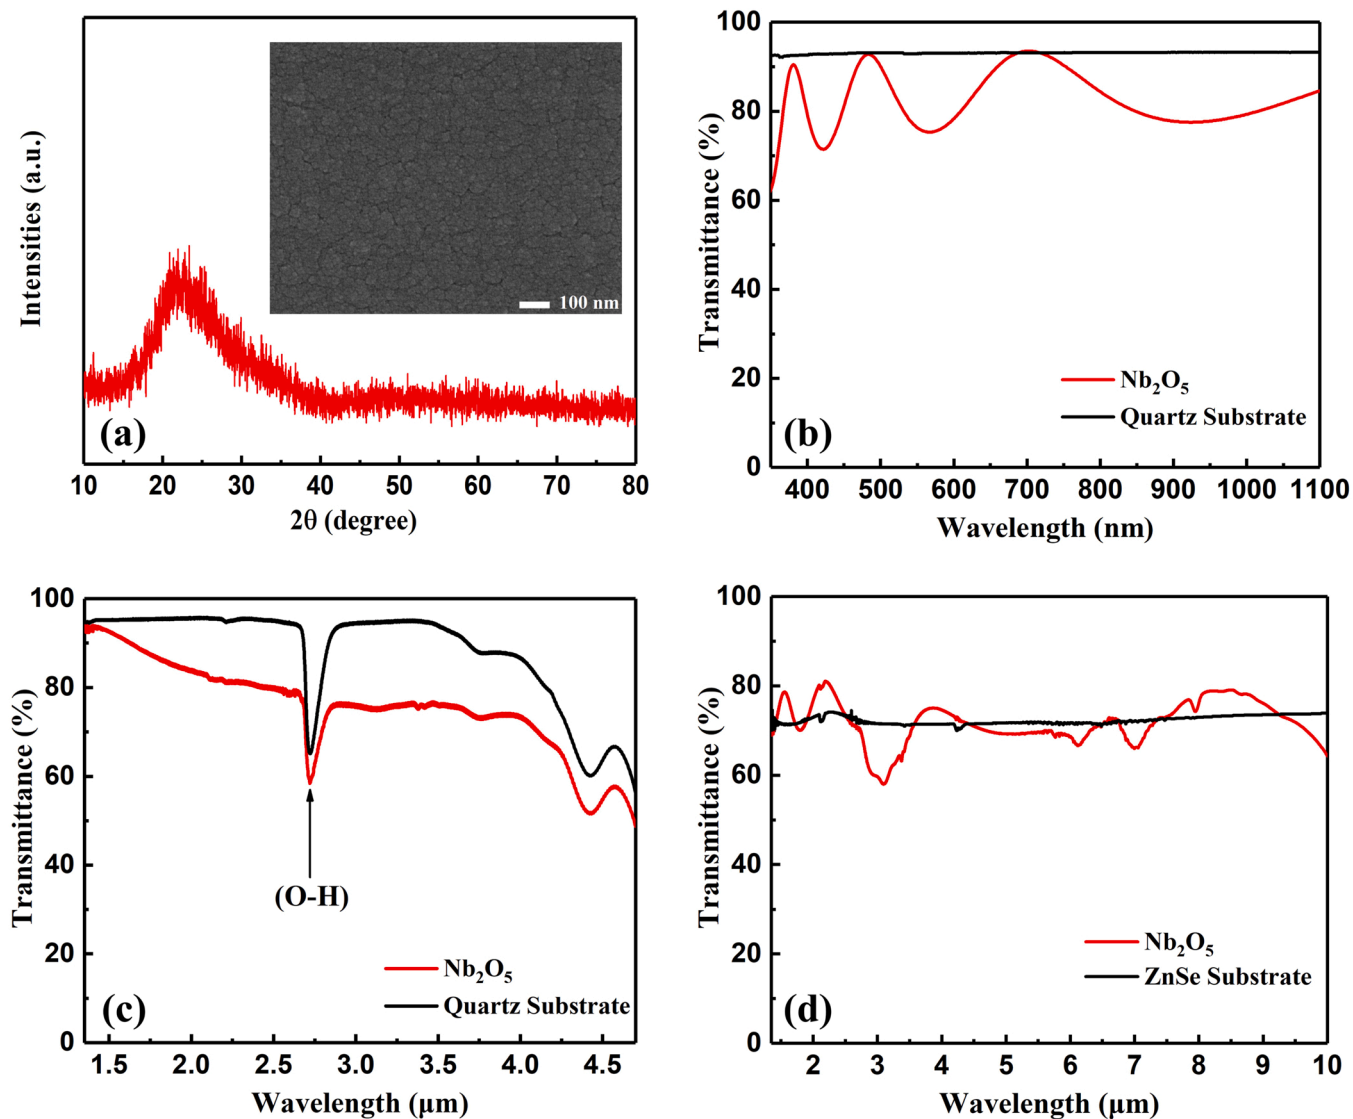 Intensities (a.u.)
100 nm
(a)
10 20 30 40 50 60 70 80
2θ (degree)
100
80
60
40
20
0
Transmittance (%)
Nb₂O₅
Quartz Substrate
(b)
400 500 600 700 800 900 1000 1100
Wavelength (nm)
100
80
60
40
20
0
Transmittance (%)
(O-H)
Nb₂O₅
Quartz Substrate
(c)
1.5 2.0 2.5 3.0 3.5 4.0 4.5
Wavelength (μm)
100
80
60
40
20
0
Transmittance (%)
Nb₂O₅
ZnSe Substrate
(d)
2 3 4 5 6 7 8 9 10
Wavelength (μm)